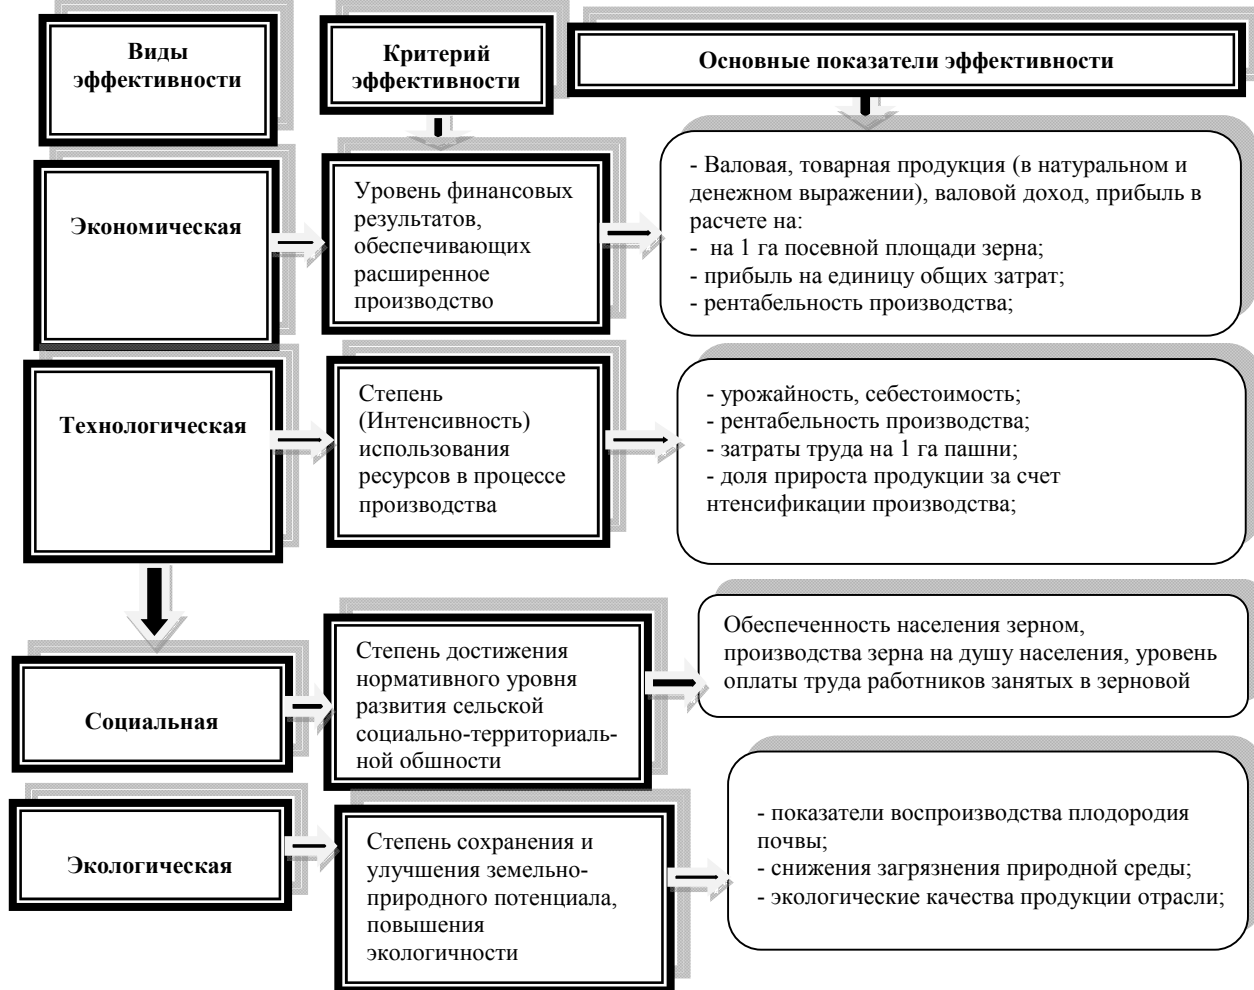 Виды
эффективности
Критерий
эффективности
Основные показатели эффективности
Экономическая
Уровень финансовых
результатов,
обеспечивающих
расширенное
производство
- Валовая, товарная продукция (в натуральном и
денежном выражении), валовой доход, прибыль в
расчете на:
- на 1 га посевной площади зерна;
- прибыль на единицу общих затрат;
- рентабельность производства;
Технологическая
Степень
(Интенсивность)
использования
ресурсов в процессе
производства
- урожайность, себестоимость;
- рентабельность производства;
- затраты труда на 1 га пашни;
- доля прироста продукции за счет
нтенсификации производства;
Социальная
Степень достижения
нормативного уровня
развития сельской
социально-территориаль-
ной обшности
Обеспеченность населения зерном,
производства зерна на душу населения, уровень
оплаты труда работников занятых в зерновой
Экологическая
Степень сохранения и
улучшения земельно-
природного потенциала,
повышения
экологичности
- показатели воспроизводства плодородия
почвы;
- снижения загрязнения природной среды;
- экологические качества продукции отрасли;